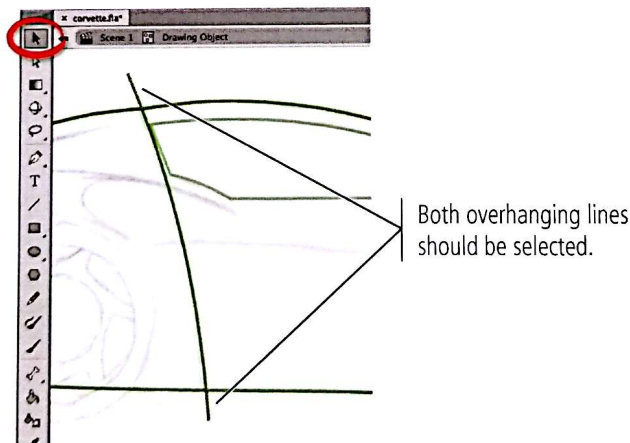 × corvette.fla*
Scene 1 Drawing Object
T
Both overhanging lines
should be selected.